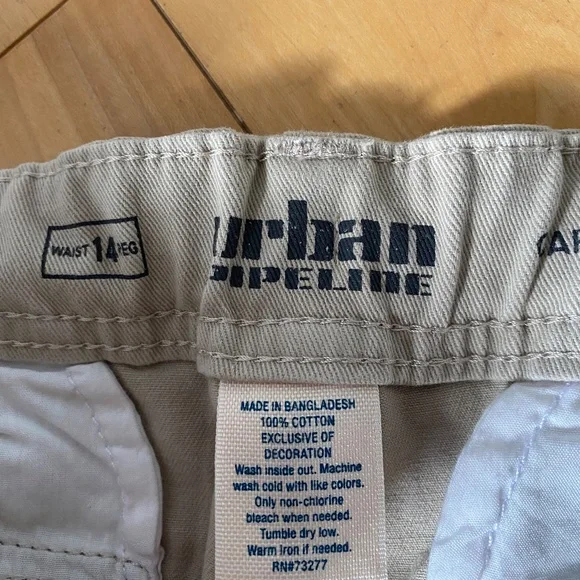 WAIST 14 REG
urban
PIPELINE
CAR
MADE IN BANGLADESH
100% COTTON
EXCLUSIVE OF
DECORATION
Wash inside out. Machine
wash cold with like colors.
Only non-chlorine
bleach when needed.
Tumble dry low.
Warm Iron if needed.
RN#73277